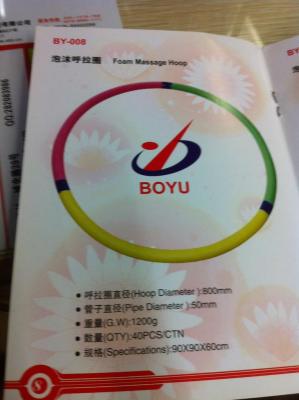 BY-008
泡沫呼拉圈 Foam Massage Hoop
BOYU
• 呼拉圈直径(Hoop Diameter):800mm
• 管子直径(Pipe Diameter):50mm
• 重量(G.W):1200g
• 数量(QTY):40PCS/CTN
• 规格(Specifications):90X90X60cm